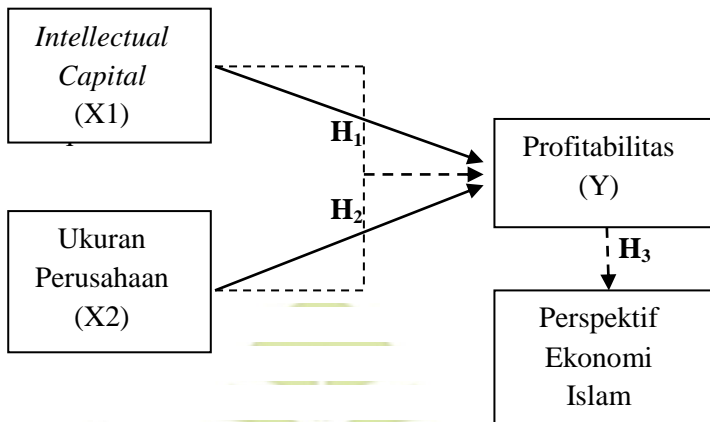 Intellectual
Capital
(X1)
H1
Profitabilitas
(Y)
H2
Ukuran
Perusahaan
(X2)
H3
Perspektif
Ekonomi
Islam